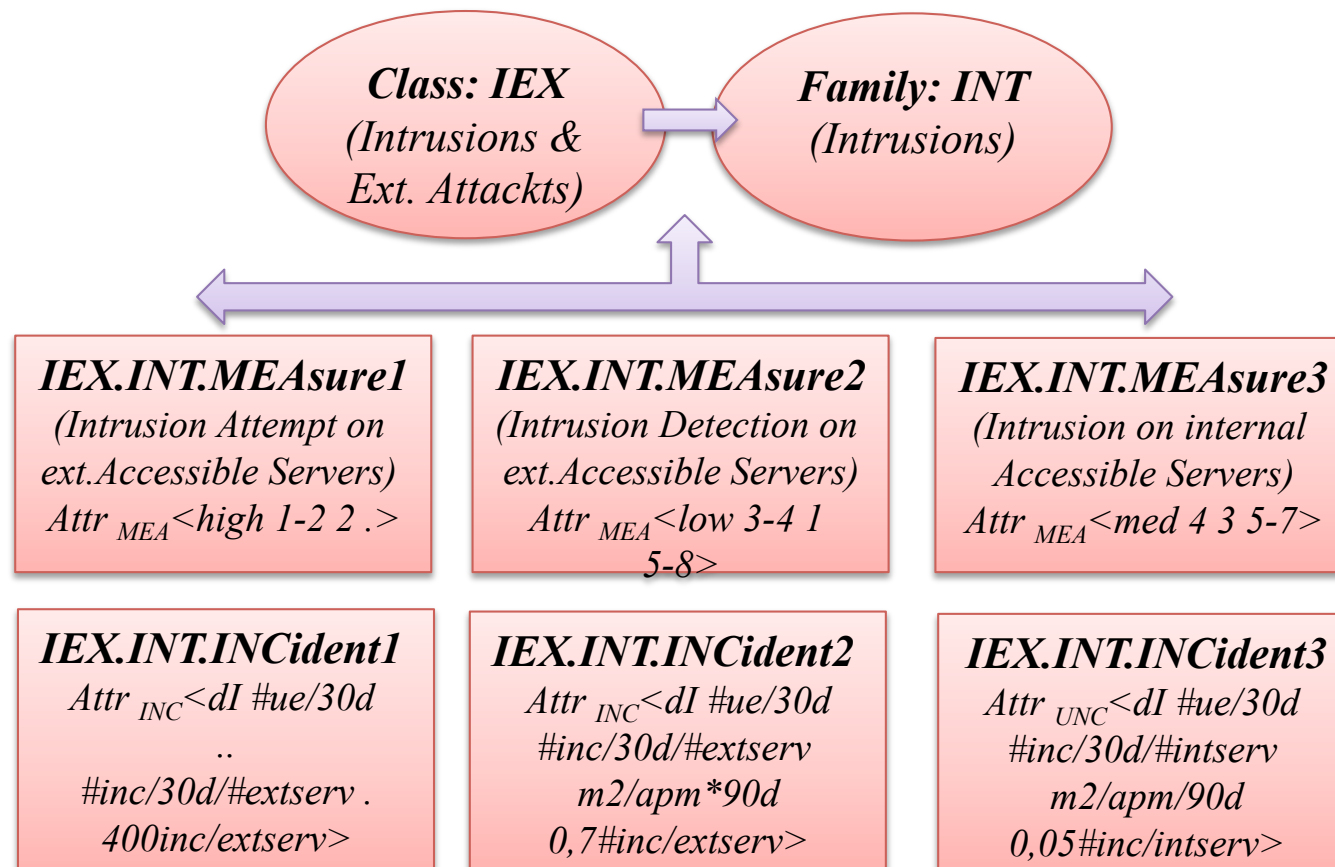 Class: IEX
(Intrusions &
Ext. Attackts)
Family: INT
(Intrusions)
IEX.INT.MEAsure1
(Intrusion Attempt on
ext.Accessible Servers)
Attr MEA<high 1-2 2 .>
IEX.INT.MEAsure2
(Intrusion Detection on
ext.Accessible Servers)
Attr MEA<low 3-4 1
5-8>
IEX.INT.MEAsure3
(Intrusion on internal
Accessible Servers)
Attr MEA<med 4 3 5-7>
IEX.INT.INCident1
Attr INC<dI #ue/30d
..
#inc/30d/#extserv .
400inc/extserv>
IEX.INT.INCident2
Attr INC<dI #ue/30d
#inc/30d/#extserv
m2/apm*90d
0,7#inc/extserv>
IEX.INT.INCident3
Attr UNC<dI #ue/30d
#inc/30d/#intserv
m2/apm/90d
0,05#inc/intserv>